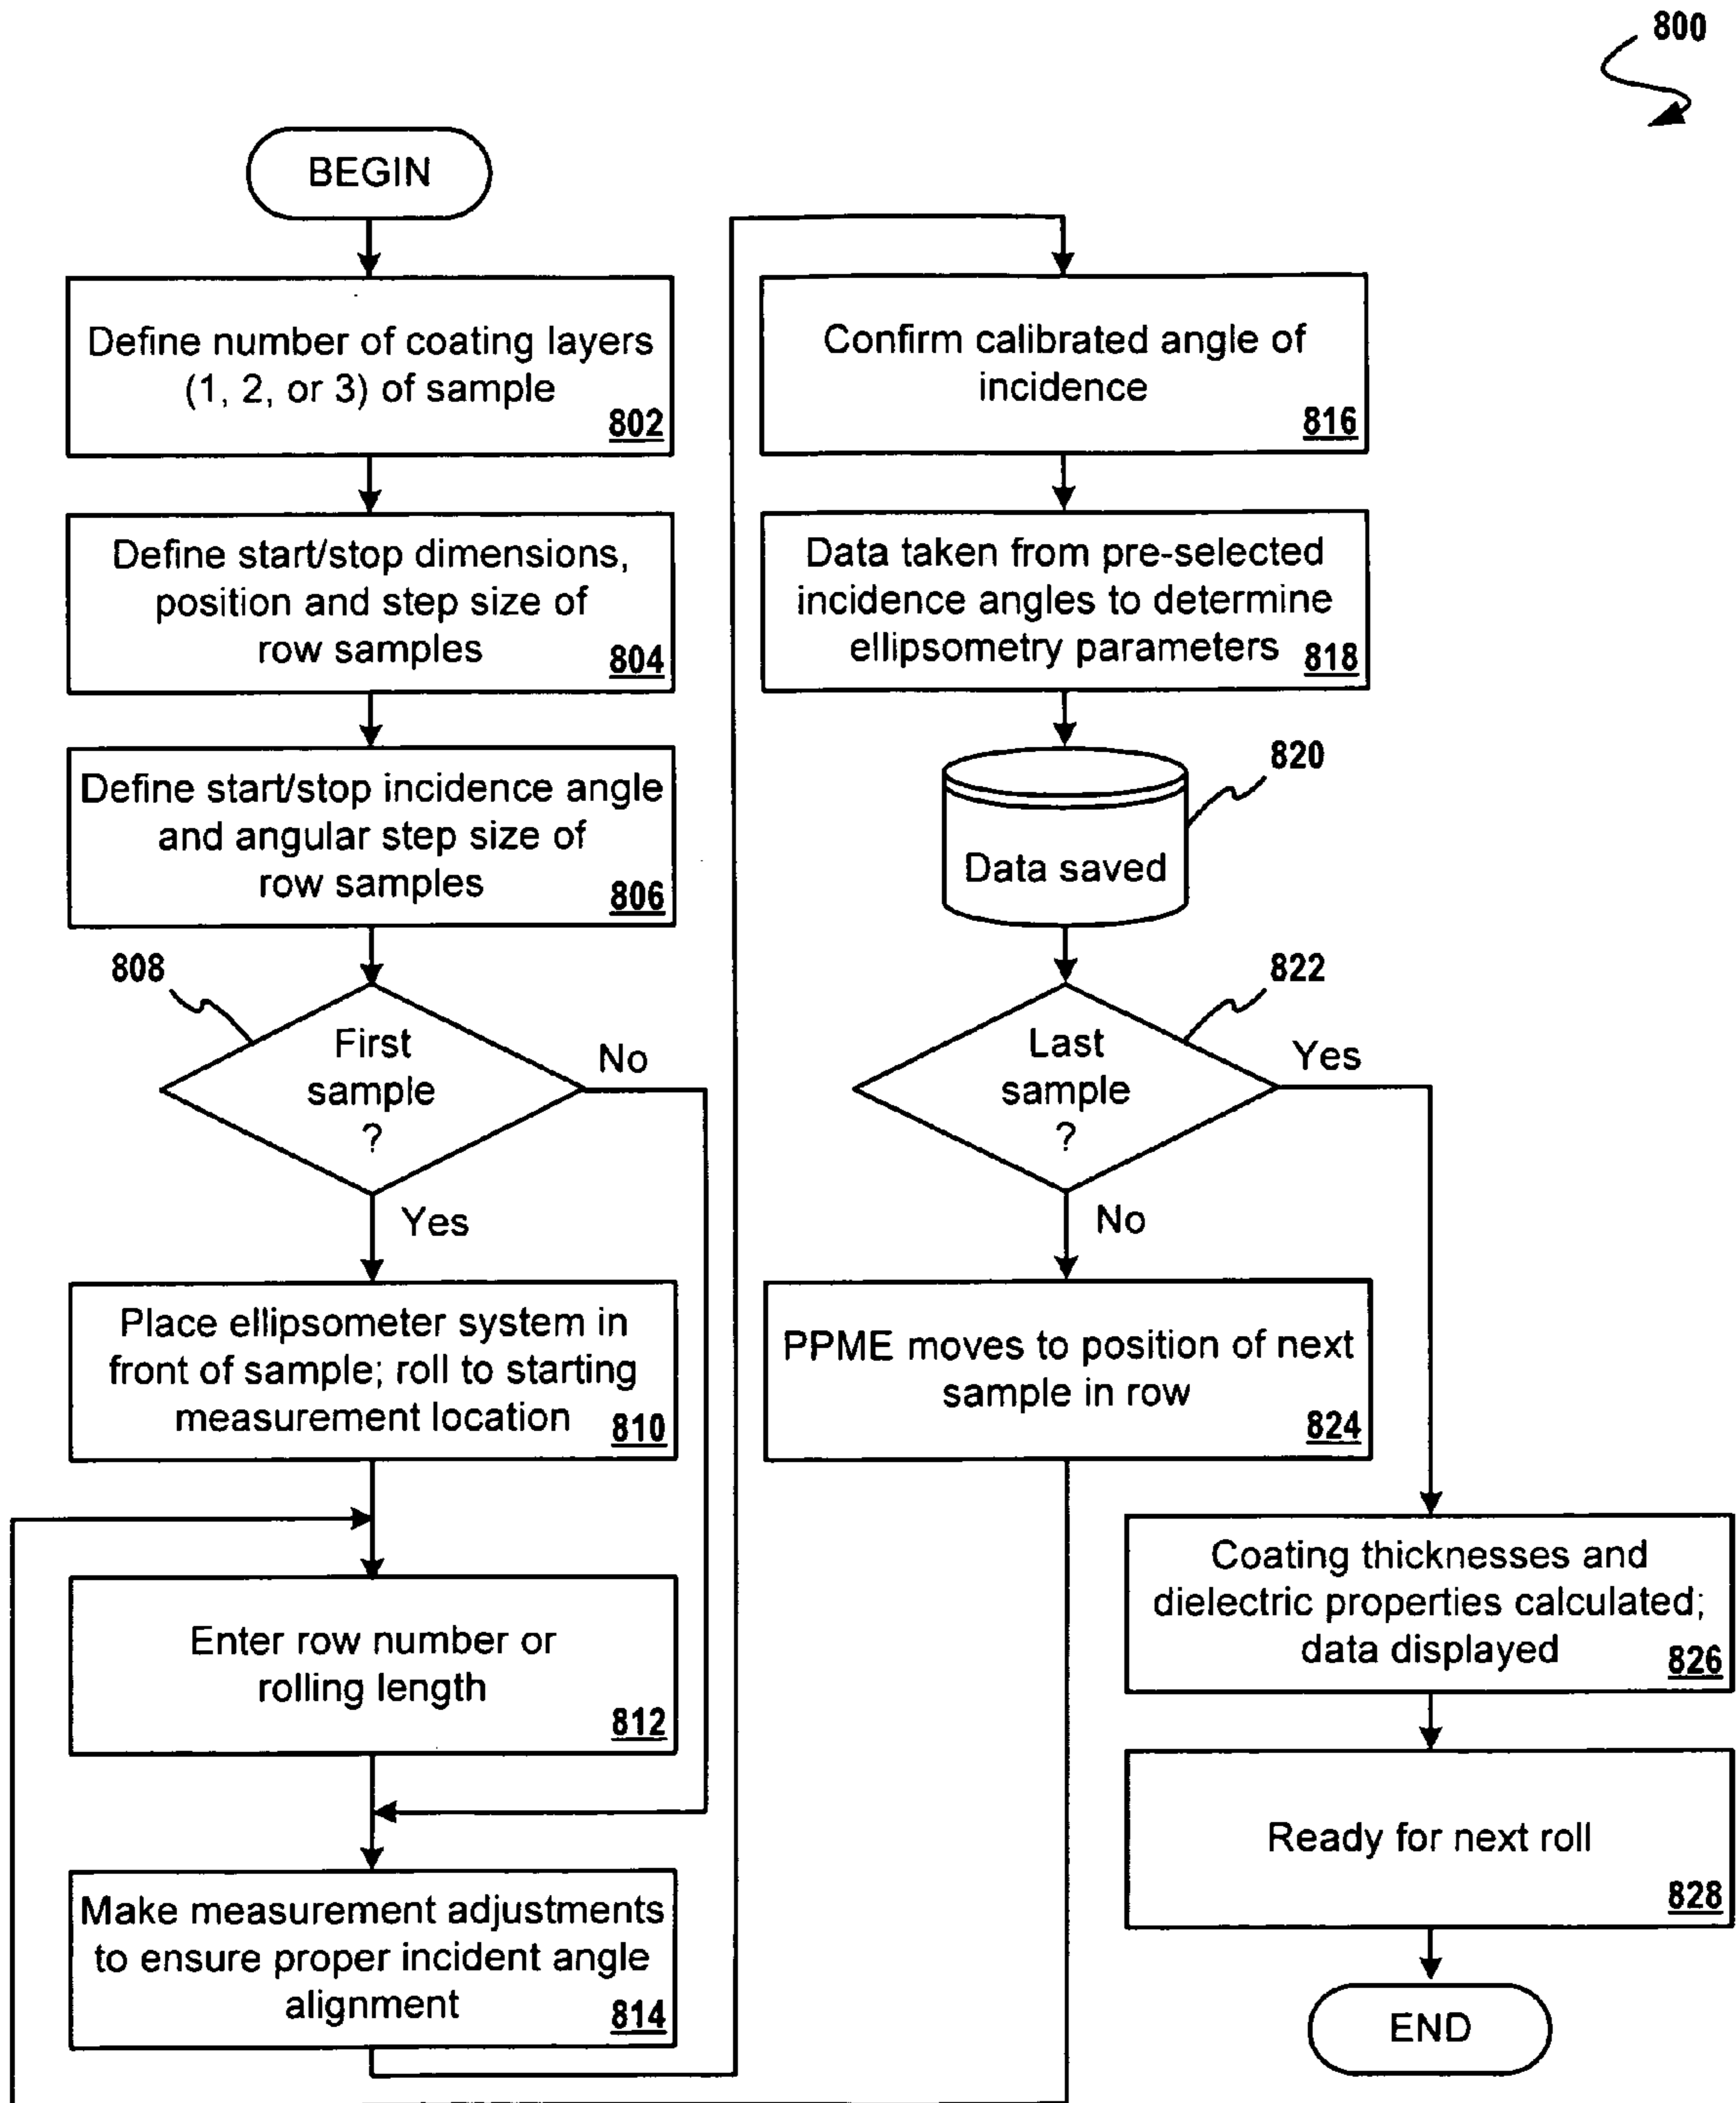 800
BEGIN
Define number of coating layers
(1, 2, or 3) of sample
802
Define start/stop dimensions,
position and step size of
row samples
804
Define start/stop incidence angle
and angular step size of
row samples
806
808
First
sample
?
No
Yes
Place ellipsometer system in
front of sample; roll to starting
measurement location
810
Enter row number or
rolling length
812
Make measurement adjustments
to ensure proper incident angle
alignment
814
Confirm calibrated angle of
incidence
816
Data taken from pre-selected
incidence angles to determine
ellipsometry parameters
818
820
Data saved
822
Last
sample
?
Yes
No
PPME moves to position of next
sample in row
824
Coating thicknesses and
dielectric properties calculated;
data displayed
826
Ready for next roll
828
END